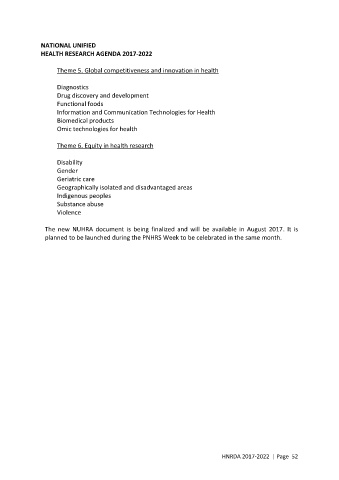 NATIONAL UNIFIED
HEALTH RESEARCH AGENDA 2017-2022
Theme 5. Global competitiveness and innovation in health
Diagnostics
Drug discovery and development
Functional foods
Information and Communication Technologies for Health
Biomedical products
Omic technologies for health
Theme 6. Equity in health research
Disability
Gender
Geriatric care
Geographically isolated and disadvantaged areas
Indigenous peoples
Substance abuse
Violence
The new NUHRA document is being finalized and will be available in August 2017. It is
planned to be launched during the PNHRS Week to be celebrated in the same month.
HNRDA 2017-2022 | Page 52